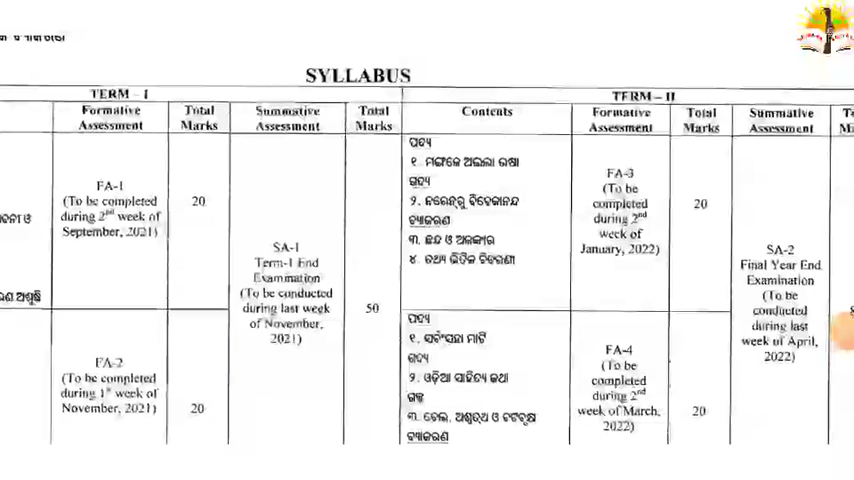 SYLLABUS
TERM - I
TERM - II
Formative Assessment
Total Marks
Summative Assessment
Total Marks
Contents
Formative Assessment
Total Marks
Summative Assessment
FA-1
(To be completed
during 2nd week of
September, 2021)
20
FA-2
(To be completed
during 1st week of
November, 2021)
20
SA-1
Term-1 End
Examination
(To be conducted
during last week
of November,
2021)
50
ପଦ୍ୟ
୧. ମଙ୍ଗଳେ ଅଇଲା ଉଷା
ଗଦ୍ୟ
୨. ନରେନ୍ଦ୍ରରୁ ବିବେକାନନ୍ଦ
ବ୍ୟାକରଣ
୩. ଛନ୍ଦ ଓ ଅଳଙ୍କାର
୪. ତଥ୍ୟ ଭିତ୍ତିକ ବିବରଣୀ
ପଦ୍ୟ
୧. ସର୍ବଂସହା ମାଟି
ଗଦ୍ୟ
୨. ଓଡ଼ିଆ ସାହିତ୍ୟ କଥା
ଗଳ୍ପ
୩. ଡେଲ, ଅଶ୍ୱତ୍ଥ ଓ ବଟବୃକ୍ଷ
ବ୍ୟାକରଣ
FA-3
(To be
completed
during 2nd
week of
January, 2022)
20
FA-4
(To be
completed
during 2nd
week of March,
2022)
20
SA-2
Final Year End
Examination
(To be
conducted
during last
week of April,
2022)